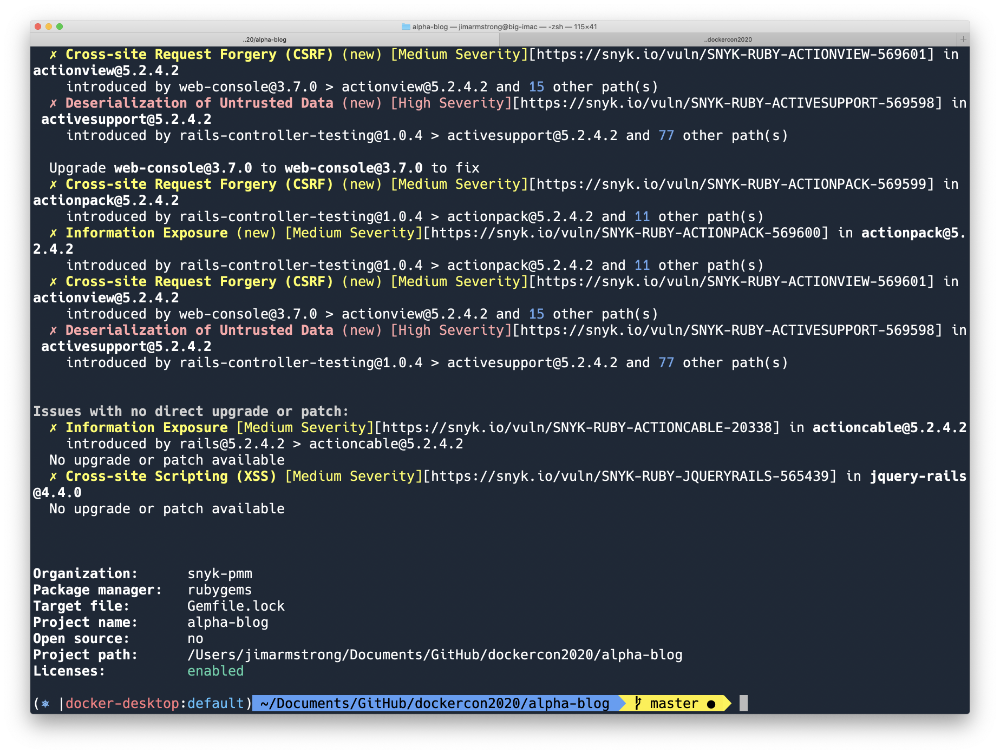 alpha-blog — jimarmstrong@big-imac — -zsh — 115×41
..20/alpha-blog
..dockercon2020
+
✗ Cross-site Request Forgery (CSRF) (new) [Medium Severity][https://snyk.io/vuln/SNYK-RUBY-ACTIONVIEW-569601] in
actionview@5.2.4.2
introduced by web-console@3.7.0 > actionview@5.2.4.2 and 15 other path(s)
✗ Deserialization of Untrusted Data (new) [High Severity][https://snyk.io/vuln/SNYK-RUBY-ACTIVESUPPORT-569598] in
activesupport@5.2.4.2
introduced by rails-controller-testing@1.0.4 > activesupport@5.2.4.2 and 77 other path(s)
Upgrade web-console@3.7.0 to web-console@3.7.0 to fix
✗ Cross-site Request Forgery (CSRF) (new) [Medium Severity][https://snyk.io/vuln/SNYK-RUBY-ACTIONPACK-569599] in
actionpack@5.2.4.2
introduced by rails-controller-testing@1.0.4 > actionpack@5.2.4.2 and 11 other path(s)
✗ Information Exposure (new) [Medium Severity][https://snyk.io/vuln/SNYK-RUBY-ACTIONPACK-569600] in actionpack@5.
2.4.2
introduced by rails-controller-testing@1.0.4 > actionpack@5.2.4.2 and 11 other path(s)
✗ Cross-site Request Forgery (CSRF) (new) [Medium Severity][https://snyk.io/vuln/SNYK-RUBY-ACTIONVIEW-569601] in
actionview@5.2.4.2
introduced by web-console@3.7.0 > actionview@5.2.4.2 and 15 other path(s)
✗ Deserialization of Untrusted Data (new) [High Severity][https://snyk.io/vuln/SNYK-RUBY-ACTIVESUPPORT-569598] in
activesupport@5.2.4.2
introduced by rails-controller-testing@1.0.4 > activesupport@5.2.4.2 and 77 other path(s)
Issues with no direct upgrade or patch:
✗ Information Exposure [Medium Severity][https://snyk.io/vuln/SNYK-RUBY-ACTIONCABLE-20338] in actioncable@5.2.4.2
introduced by rails@5.2.4.2 > actioncable@5.2.4.2
No upgrade or patch available
✗ Cross-site Scripting (XSS) [Medium Severity][https://snyk.io/vuln/SNYK-RUBY-JQUERYRAILS-565439] in jquery-rails
@4.4.0
No upgrade or patch available
Organization: snyk-pmm
Package manager: rubygems
Target file: Gemfile.lock
Project name: alpha-blog
Open source: no
Project path: /Users/jimarmstrong/Documents/GitHub/dockercon2020/alpha-blog
Licenses: enabled
(⎈ |docker-desktop:default) ~/Documents/GitHub/dockercon2020/alpha-blog master ●